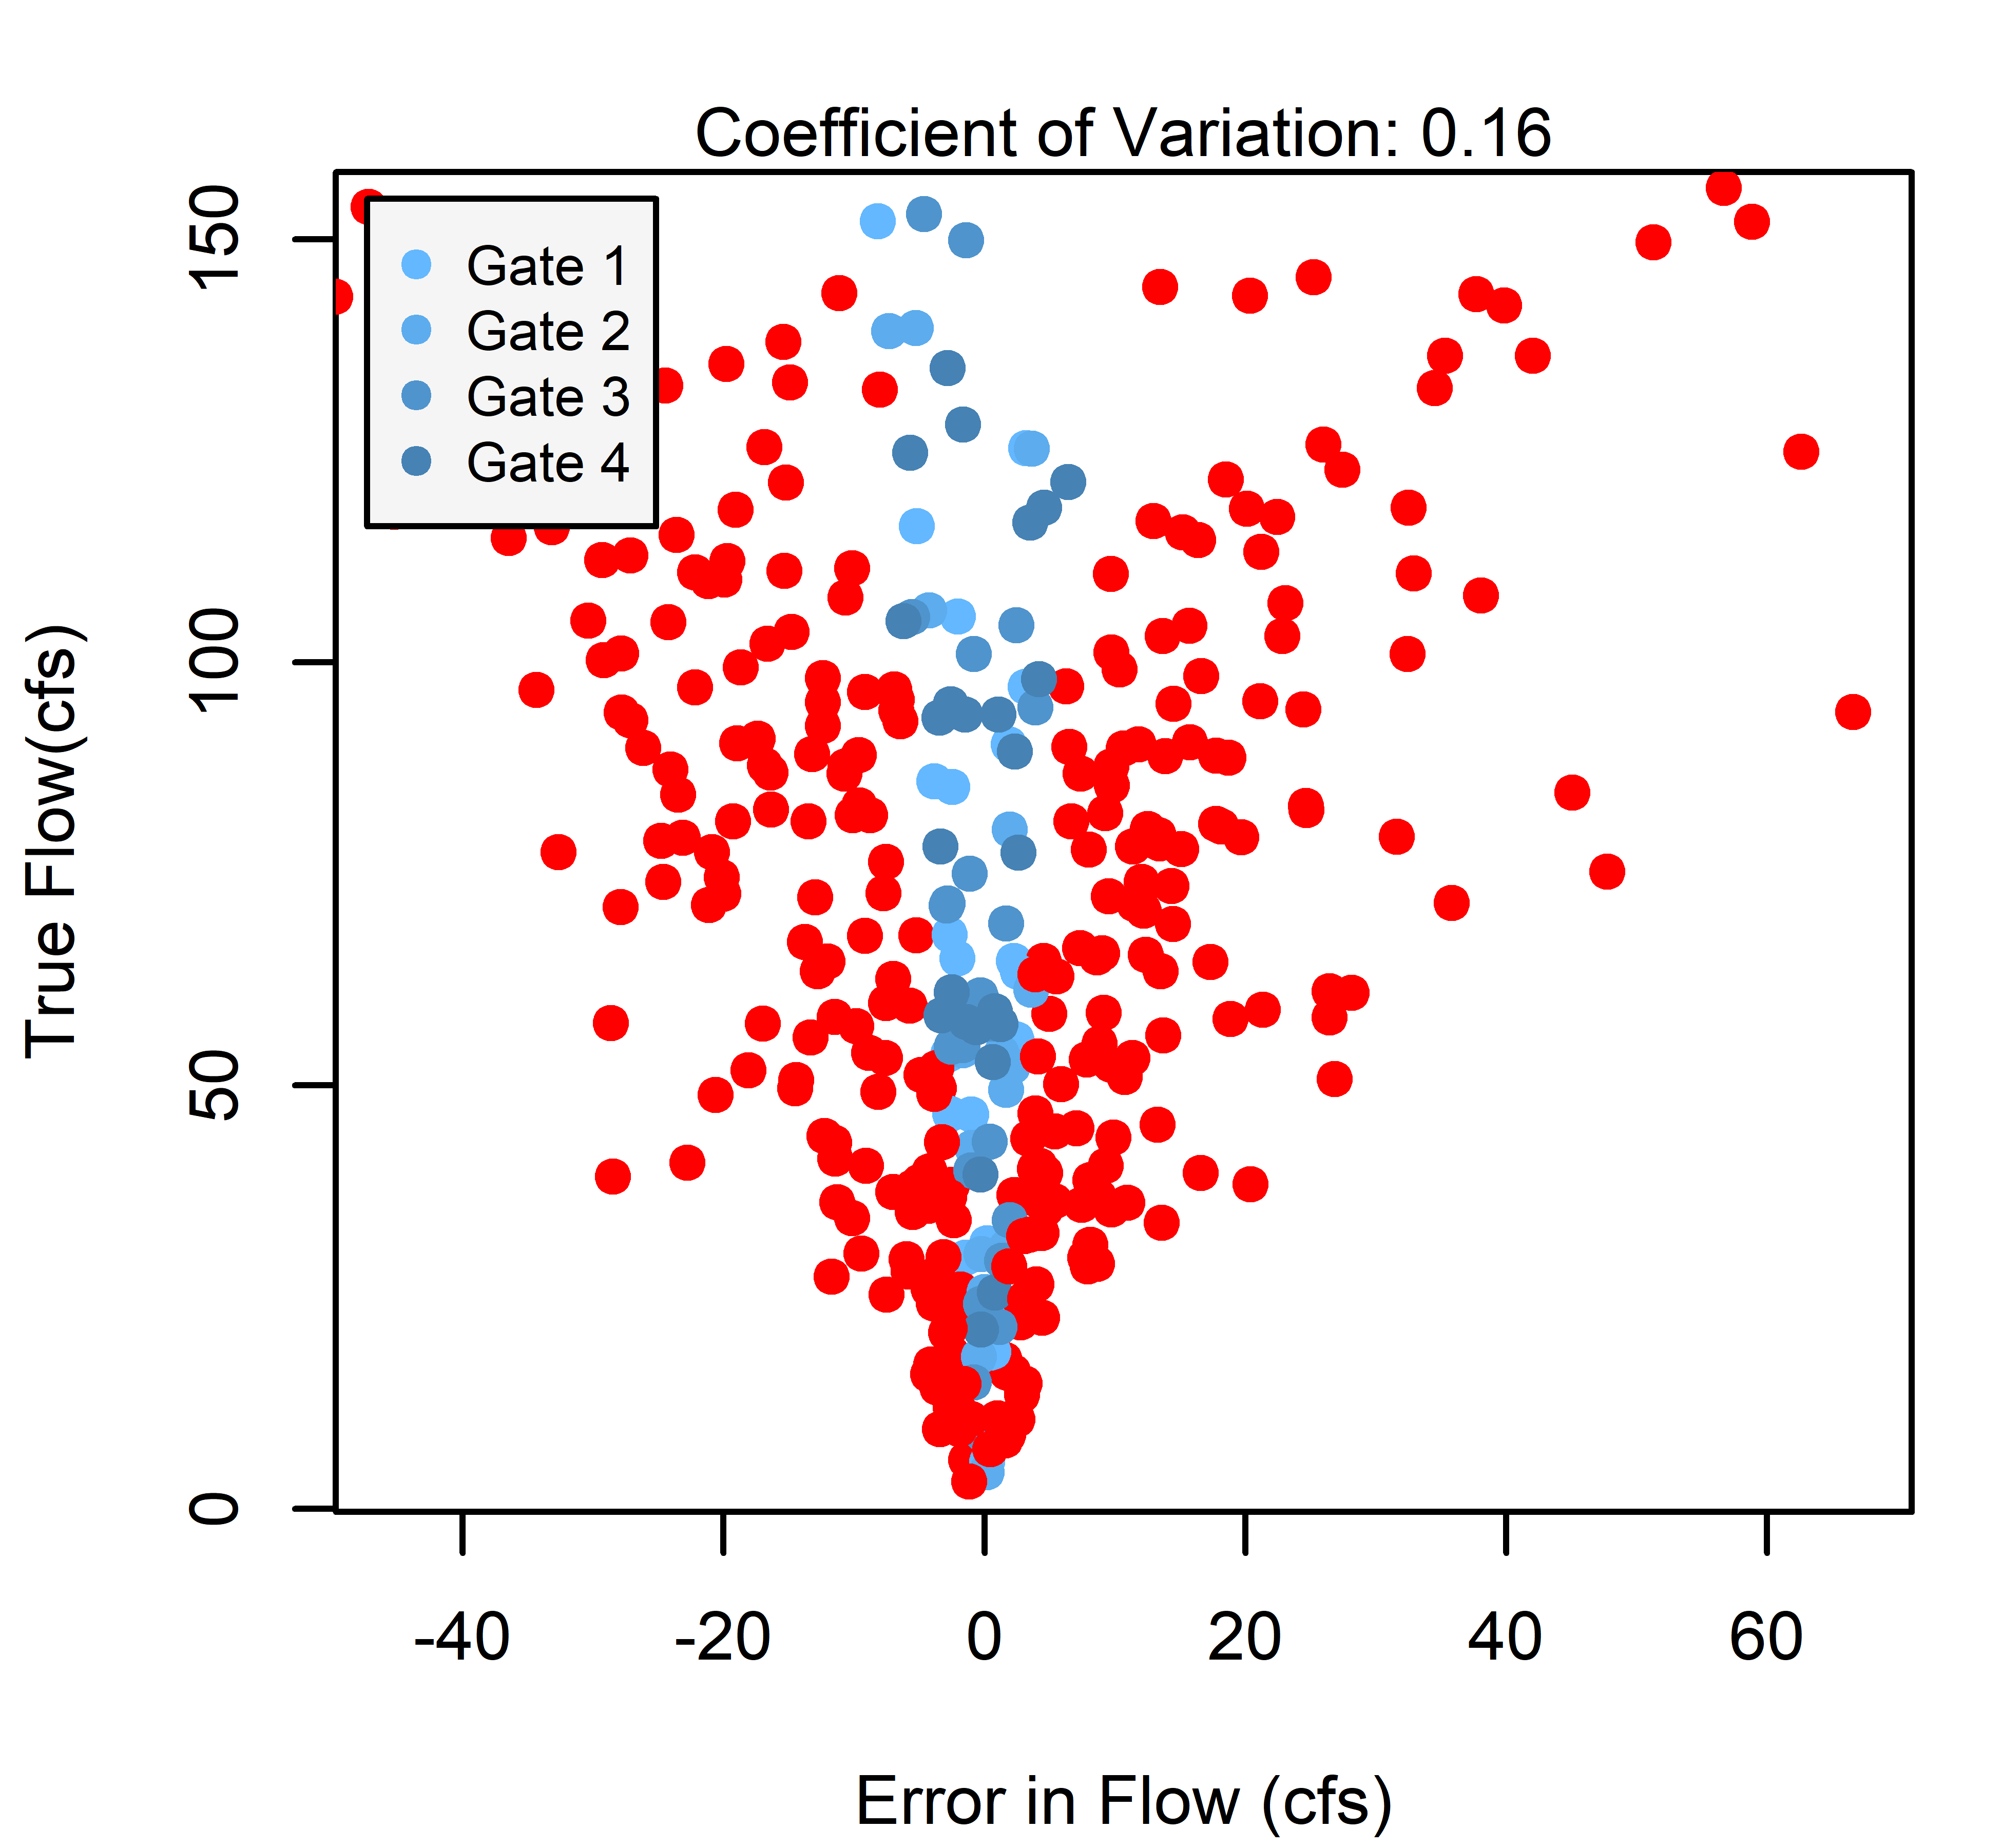 Coefficient of Variation: 0.16
150
100
50
0
True Flow(cfs)
Gate 1
Gate 2
Gate 3
Gate 4
-40 -20 0 20 40 60
Error in Flow (cfs)